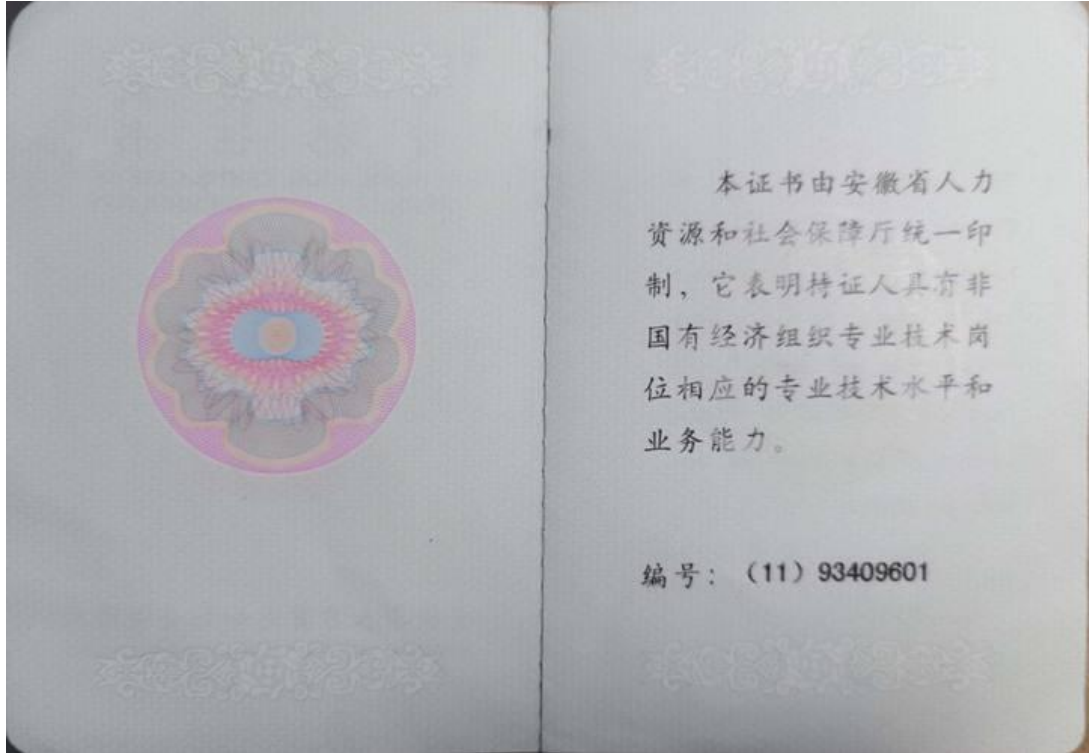 本证书由安徽省人力
资源和社会保障厅统一印
制，它表明持证人具有非
国有经济组织专业技术岗
位相应的专业技术水平和
业务能力。
编号：（11）93409601